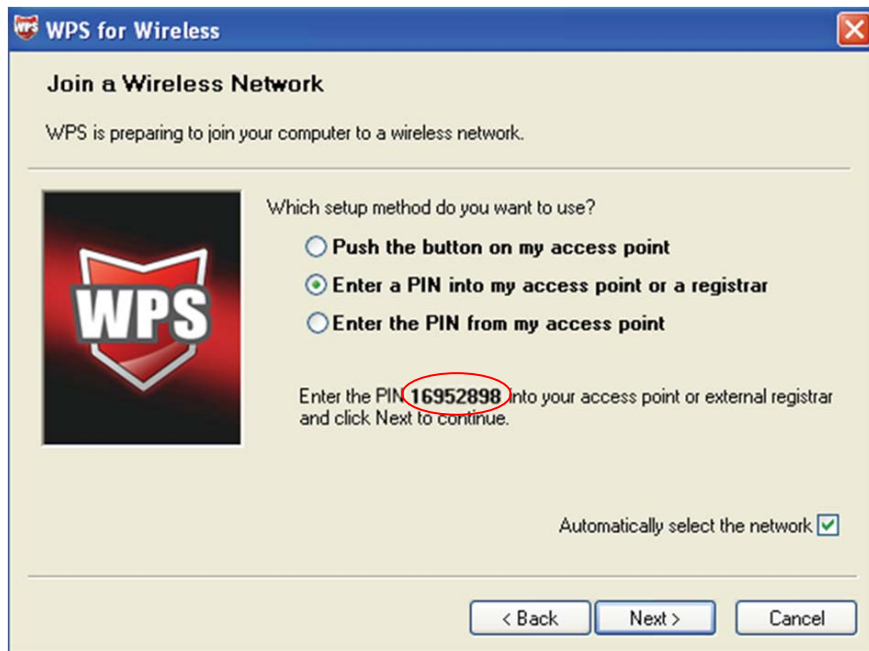 WPS WPS for Wireless
Join a Wireless Network
WPS is preparing to join your computer to a wireless network.
WPS
Which setup method do you want to use?
Push the button on my access point
Enter a PIN into my access point or a registrar
Enter the PIN from my access point
Enter the PIN 16952898 into your access point or external registrar
and click Next to continue.
Automatically select the network
< Back
Next >
Cancel